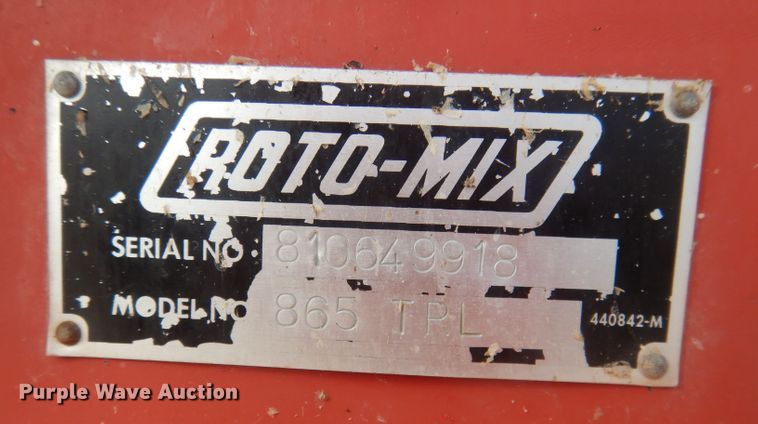 ROTO-MIX
SERIAL NO 810649918
MODEL NO 865 TPL
440842-M
Purple Wave Auction